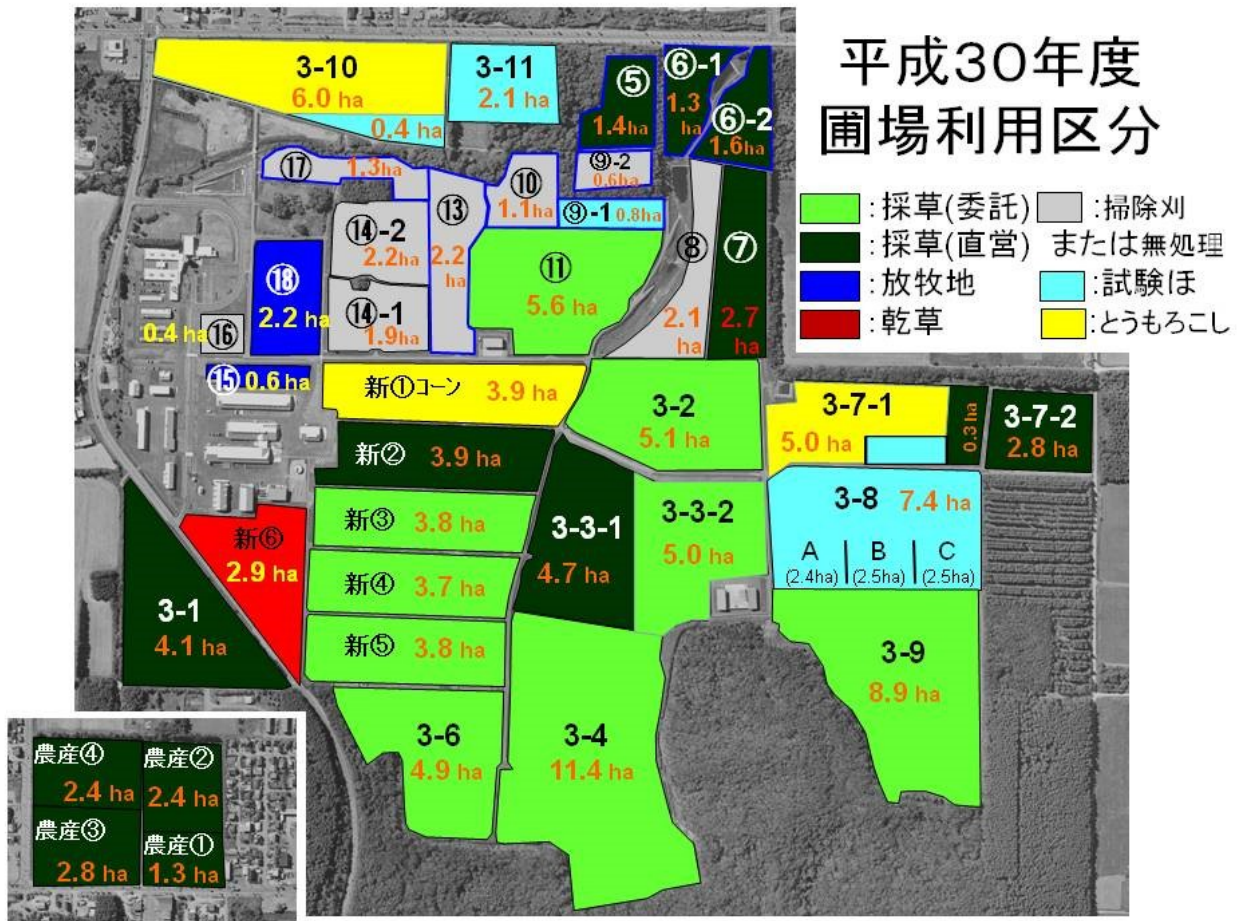 平成30年度
圃場利用区分
:採草(委託)
:掃除刈
:採草(直営)
または無処理
:放牧地
:試験ほ
:乾草
:とうもろこし
3-10
6.0 ha
0.4 ha
3-11
2.1 ha
⑤
1.4ha
⑥-1
1.3
ha
⑥-2
1.6ha
⑰
1.3ha
⑩
1.1ha
⑨-2
0.6ha
⑨-1 0.8ha
⑬
2.2
ha
⑭-2
2.2ha
⑭-1
1.9ha
⑪
5.6 ha
⑧
2.1
ha
⑦
2.7
ha
⑱
2.2 ha
0.4 ha
⑯
⑮ 0.6 ha
新①コーン 3.9 ha
3-2
5.1 ha
3-7-1
5.0 ha
0.3 ha
3-7-2
2.8 ha
新② 3.9 ha
新③ 3.8 ha
新④ 3.7 ha
新⑤ 3.8 ha
新⑥
2.9 ha
3-1
4.1 ha
3-3-1
4.7 ha
3-3-2
5.0 ha
3-8 7.4 ha
A B C
(2.4ha) (2.5ha) (2.5ha)
3-9
8.9 ha
3-6
4.9 ha
3-4
11.4 ha
農産④
2.4 ha
農産②
2.4 ha
農産③
2.8 ha
農産①
1.3 ha